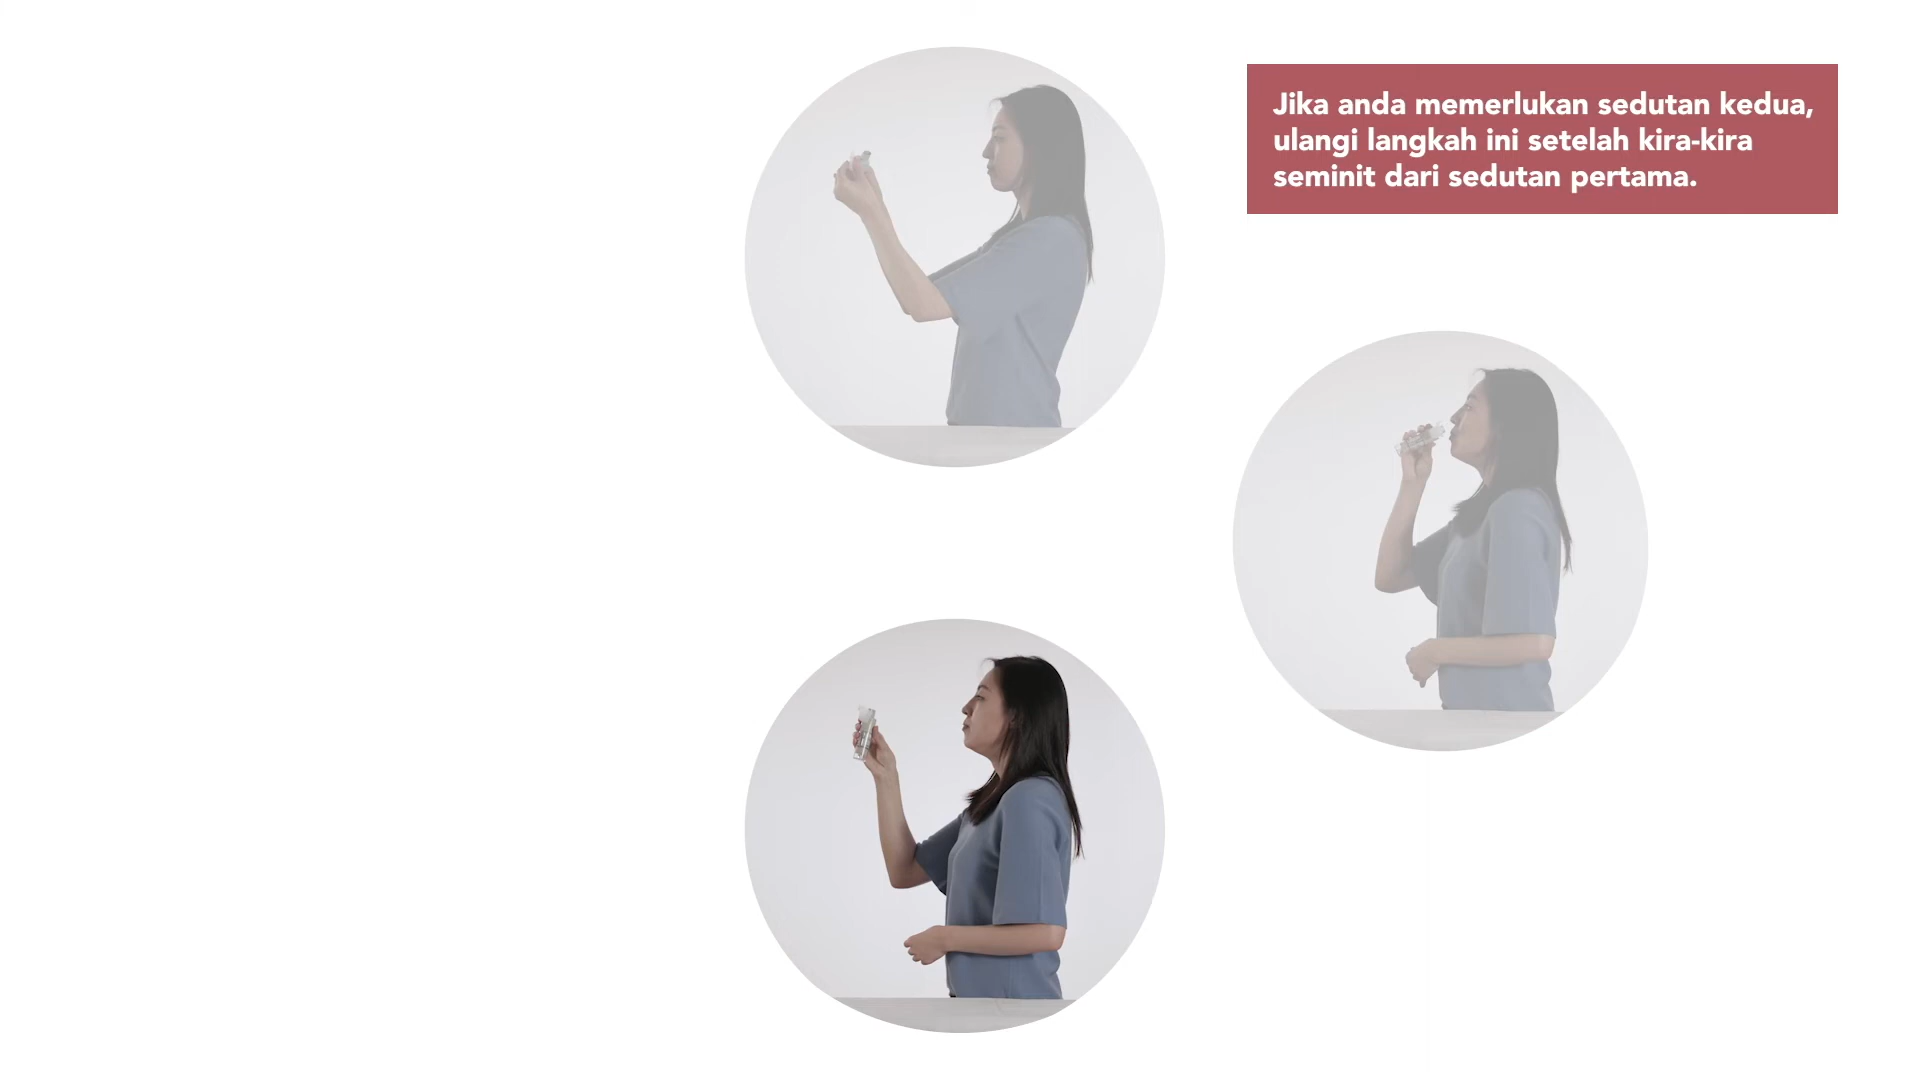 Jika anda memerlukan sedutan kedua,
ulangi langkah ini setelah kira-kira
seminit dari sedutan pertama.